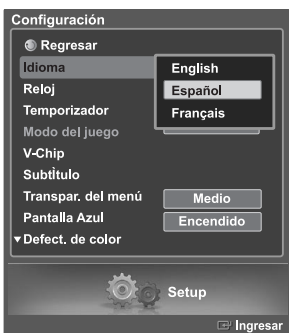 Configuración
Regresar
Idioma
English
Reloj
Español
Temporizador
Français
Modo del juego
V-Chip
Subtìtulo
Transpar. del menú Medio
Pantalla Azul Encendido
▼Defect. de color
Setup
Ingresar